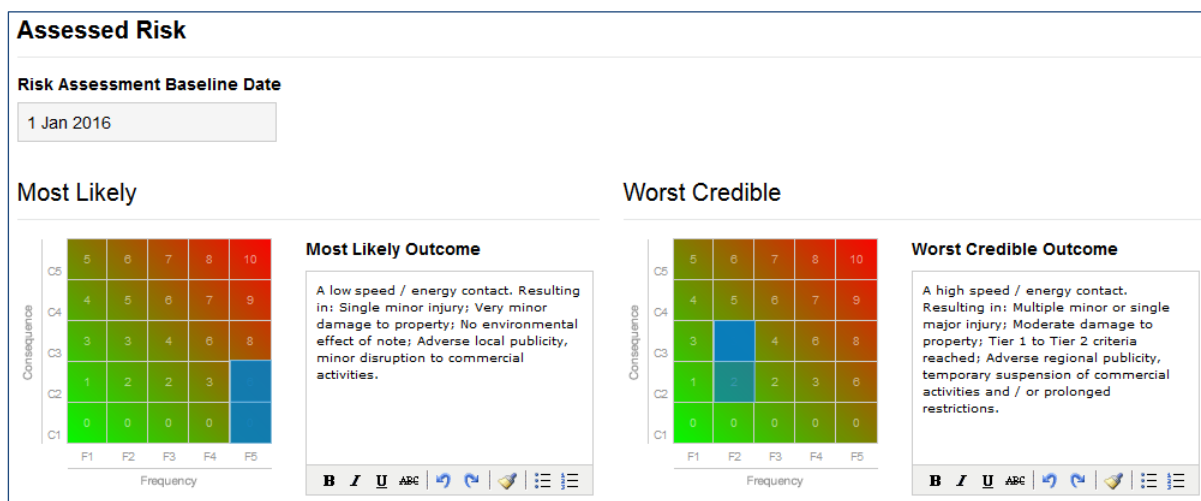 Assessed Risk
Risk Assessment Baseline Date
1 Jan 2016
Most Likely
Consequence
C5 5 6 7 8 10
C4 4 5 6 7 9
C3 3 3 4 6 8
C2 1 2 2 3
C1 0 0 0 0
F1 F2 F3 F4 F5
Frequency
Most Likely Outcome
A low speed / energy contact. Resulting
in: Single minor injury; Very minor
damage to property; No environmental
effect of note; Adverse local publicity,
minor disruption to commercial
activities.
B I U ABC
Worst Credible
Consequence
C5 5 6 7 8 10
C4 4 5 6 7 9
C3 3 4 6 8
C2 1 2 2 3 6
C1 0 0 0 0 0
F1 F2 F3 F4 F5
Frequency
Worst Credible Outcome
A high speed / energy contact.
Resulting in: Multiple minor or single
major injury; Moderate damage to
property; Tier 1 to Tier 2 criteria
reached; Adverse regional publicity,
temporary suspension of commercial
activities and / or prolonged
restrictions.
B I U ABC